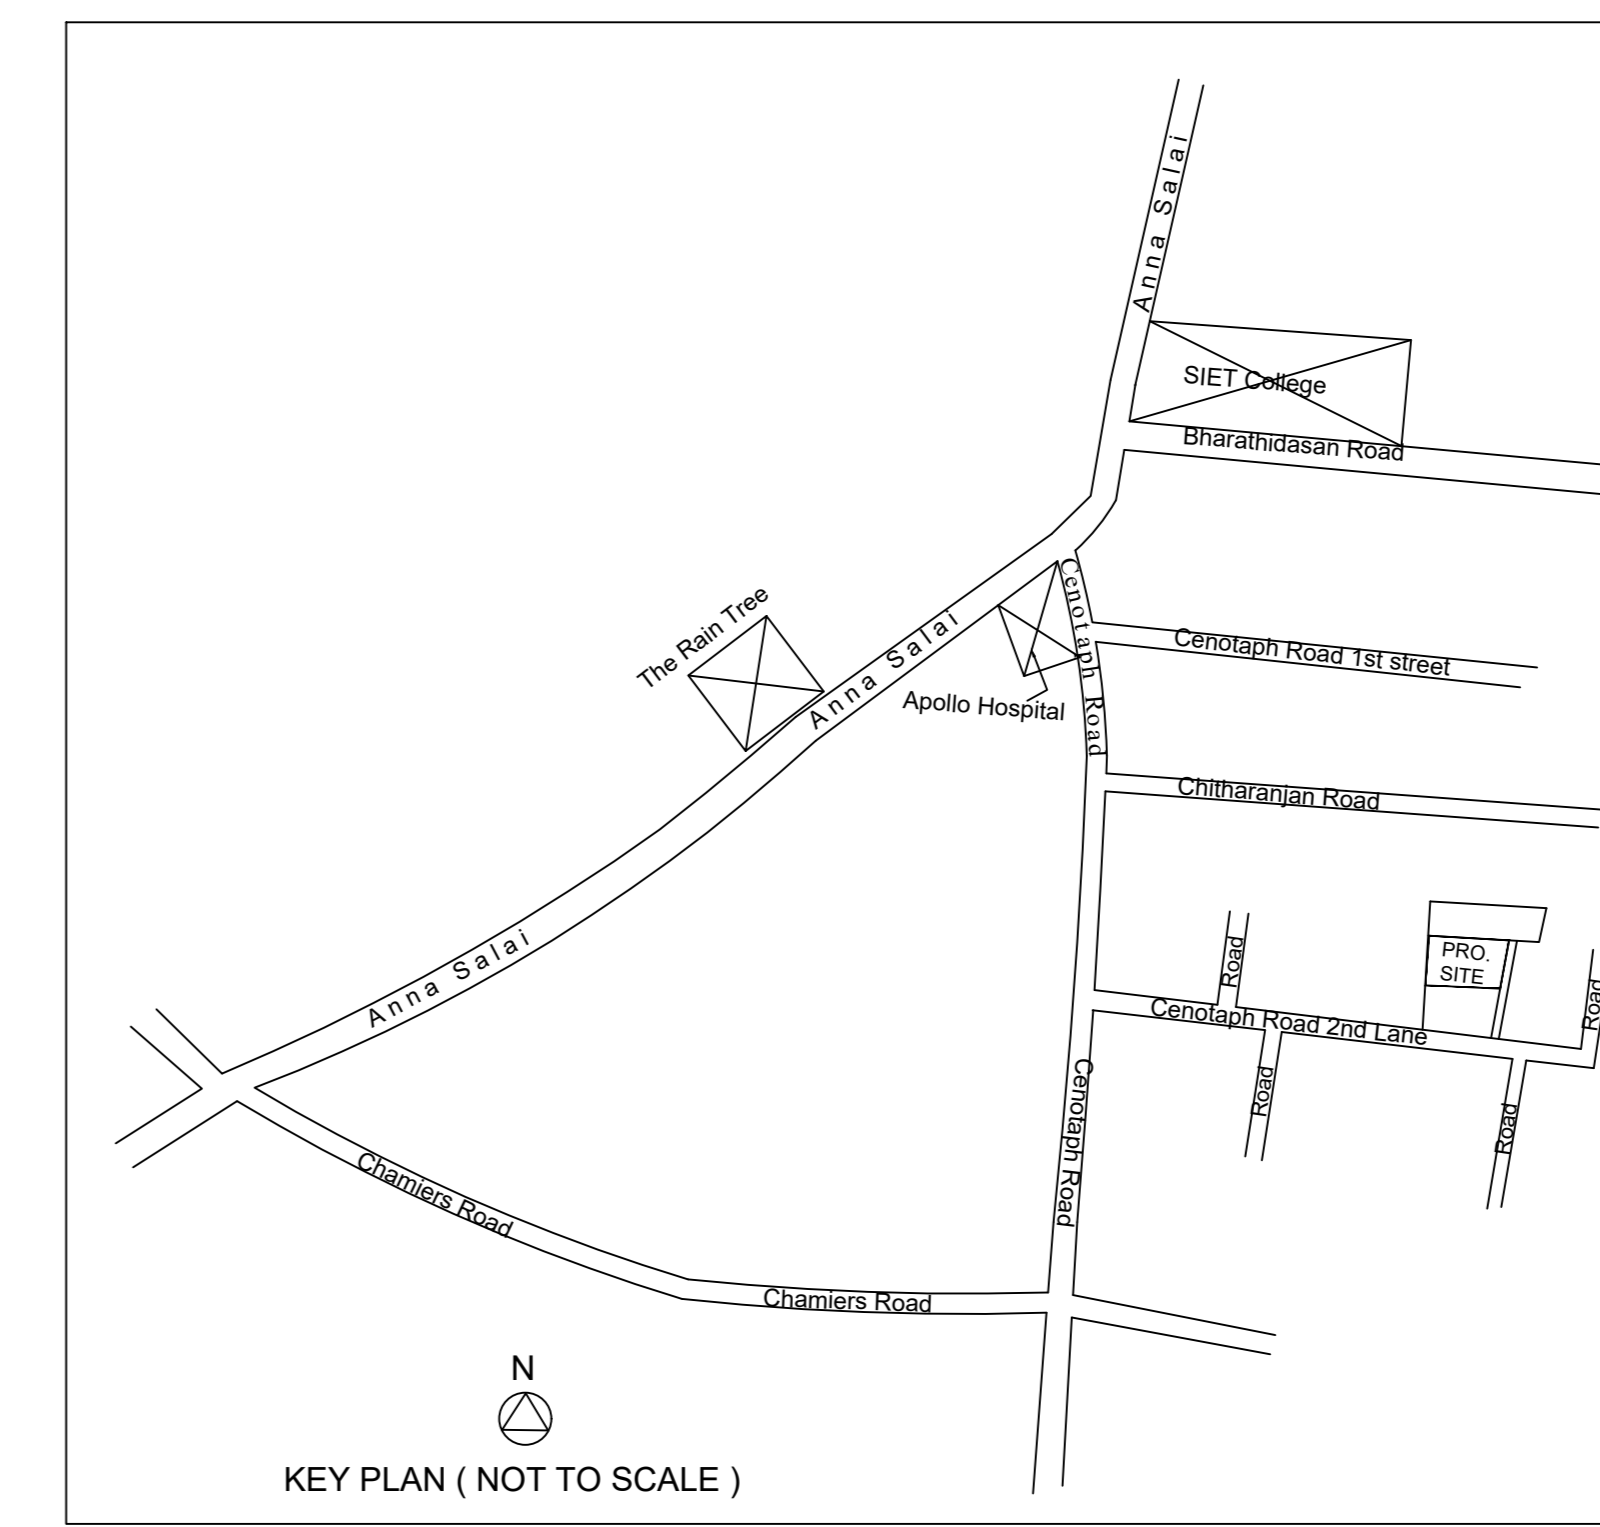 Anna Salai
SIET College
Bharathidasan Road
The Rain Tree
Anna Salai
Cenotaph Road
Cenotaph Road 1st street
Apollo Hospital
Chitharanjan Road
Anna Salai
Road
PRO.
SITE
Road
Cenotaph Road 2nd Lane
Road
Road
Cenotaph Road
Chamiers Road
Chamiers Road
N
KEY PLAN ( NOT TO SCALE )